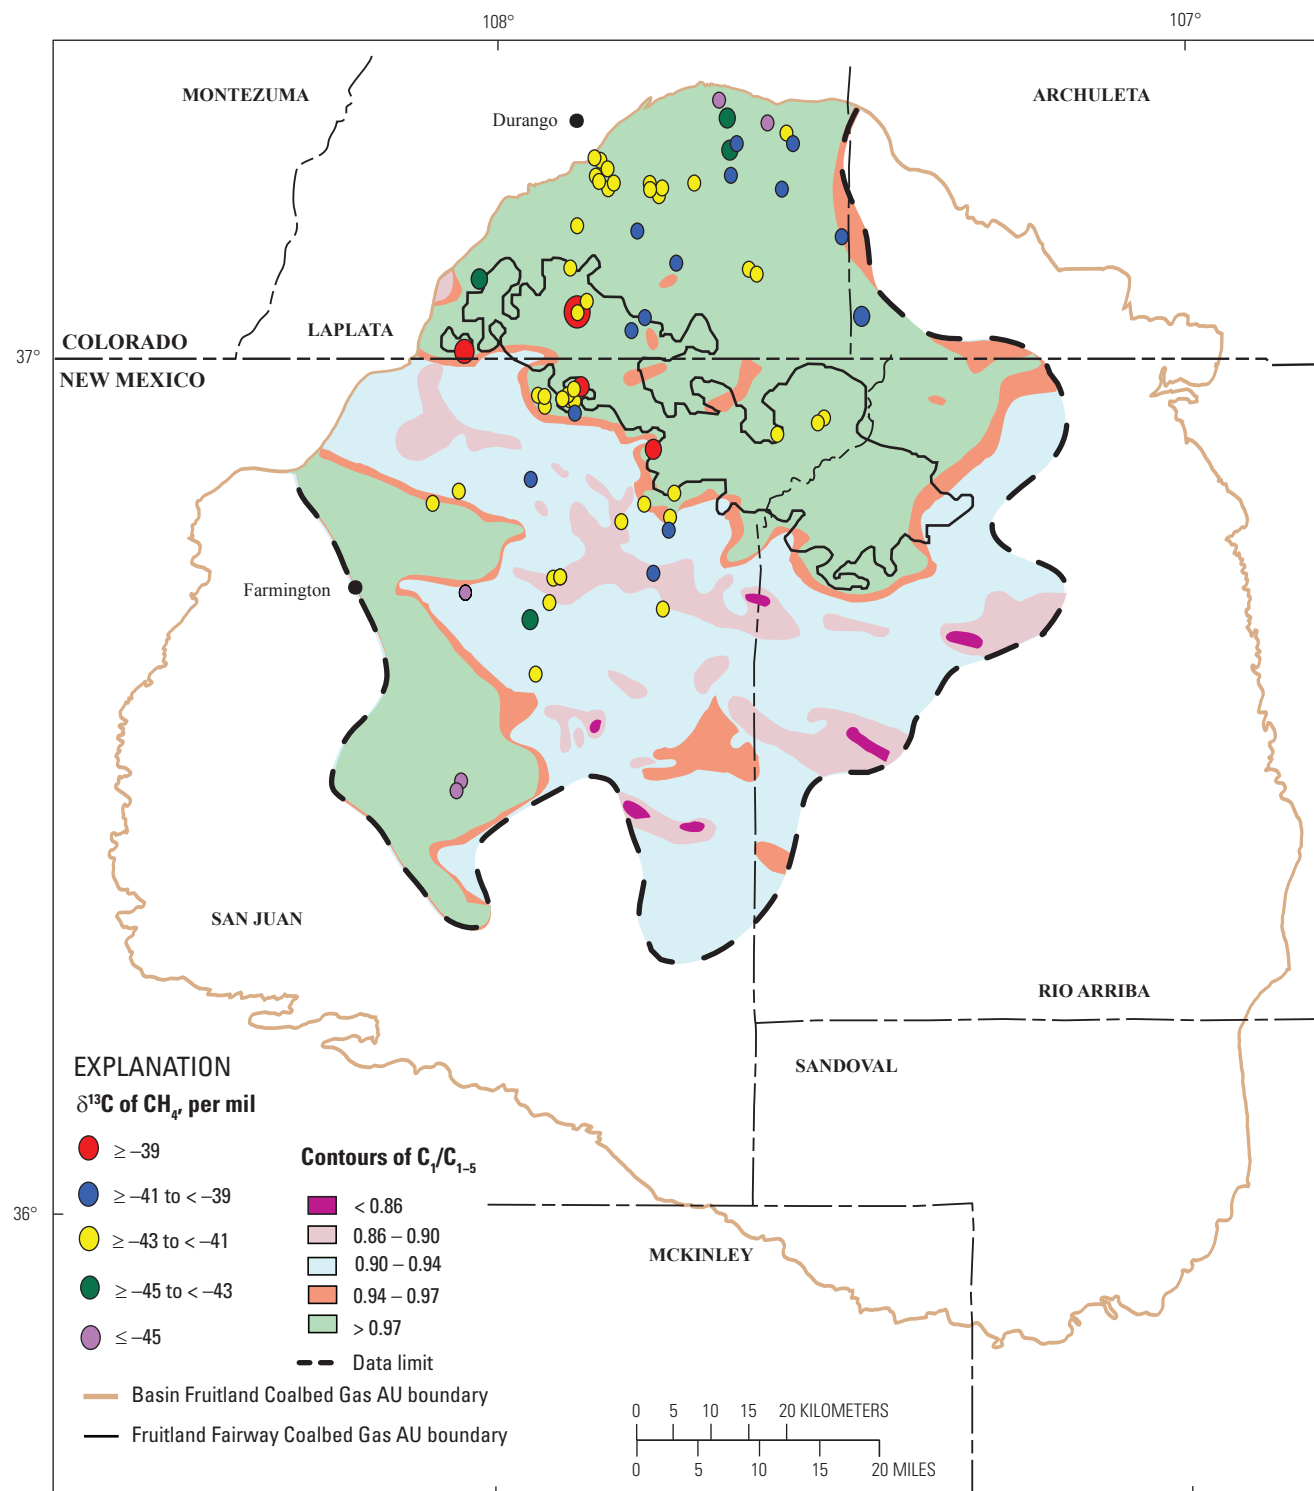 108°
107°
MONTEZUMA
ARCHULETA
Durango
LAPLATA
COLORADO
37°
NEW MEXICO
Farmington
SAN JUAN
RIO ARRIBA
SANDOVAL
EXPLANATION
δ¹³C of CH₄, per mil
≥ –39
≥ –41 to < –39
≥ –43 to < –41
≥ –45 to < –43
≤ –45
Contours of C₁/C₁₋₅
< 0.86
0.86 – 0.90
0.90 – 0.94
0.94 – 0.97
> 0.97
Data limit
Basin Fruitland Coalbed Gas AU boundary
Fruitland Fairway Coalbed Gas AU boundary
36°
MCKINLEY
0 5 10 15 20 KILOMETERS
0 5 10 15 20 MILES